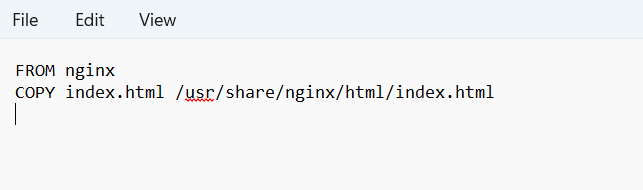 File Edit View
FROM nginx
COPY index.html /usr/share/nginx/html/index.html